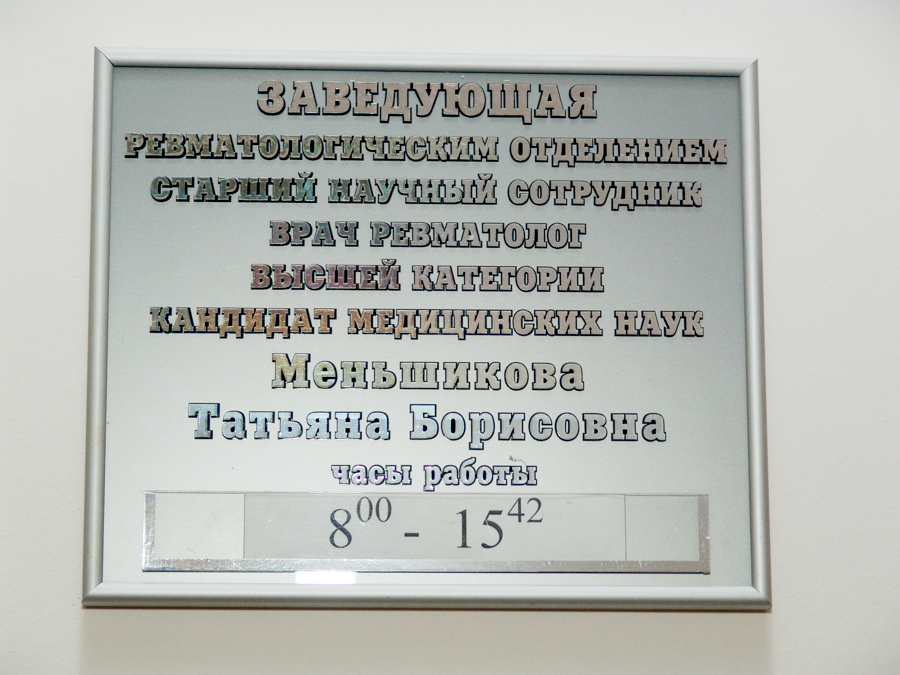 ЗАВЕДУЮЩАЯ
РЕВМАТОЛОГИЧЕСКИМ ОТДЕЛЕНИЕМ
СТАРШИЙ НАУЧНЫЙ СОТРУДНИК
ВРАЧ РЕВМАТОЛОГ
ВЫСШЕЙ КАТЕГОРИИ
КАНДИДАТ МЕДИЦИНСКИХ НАУК
Меньшикова
Татьяна Борисовна
часы работы
8⁰⁰ - 15⁴²